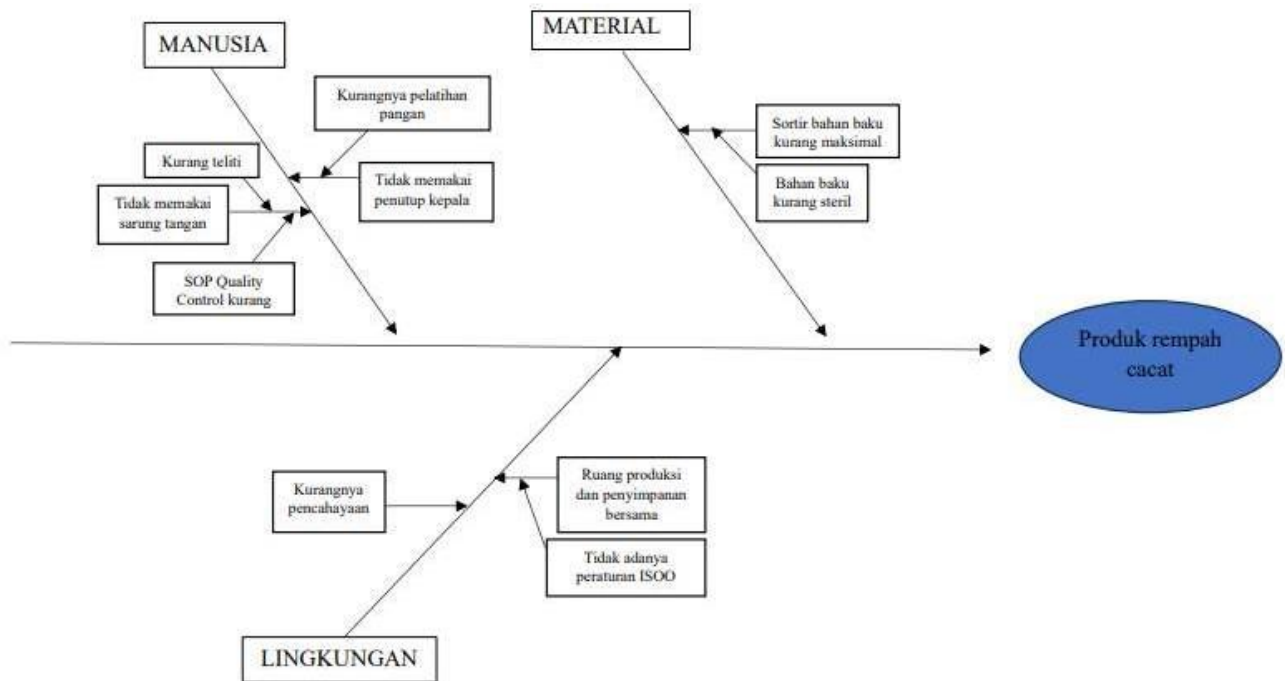 MANUSIA
MATERIAL
Kurangnya pelatihan
pangan
Kurang teliti
Tidak memakai
penutup kepala
Tidak memakai
sarung tangan
SOP Quality
Control kurang
Sortir bahan baku
kurang maksimal
Bahan baku
kurang steril
Produk rempah
cacat
Kurangnya
pencahayaan
Ruang produksi
dan penyimpanan
bersama
Tidak adanya
peraturan ISOO
LINGKUNGAN